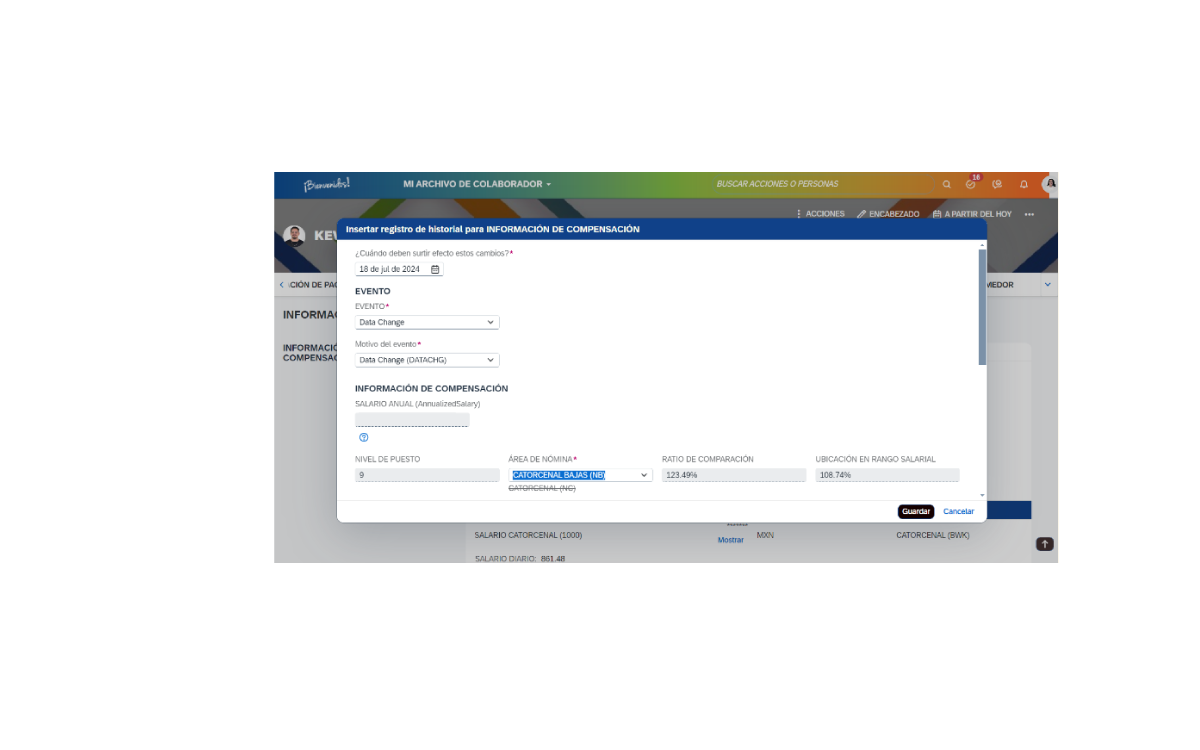 ¡Bienvenidos!
MI ARCHIVO DE COLABORADOR
BUSCAR ACCIONES O PERSONAS
16
ACCIONES
ENCABEZADO
A PARTIR DEL HOY
KEV
Insertar registro de historial para INFORMACIÓN DE COMPENSACIÓN
¿Cuándo deben surtir efecto estos cambios?*
18 de jul de 2024
CIÓN DE PAG
MEDOR
EVENTO
EVENTO*
INFORMA
Data Change
Motivo del evento*
INFORMACIÓ
COMPENSA
Data Change (DATACHG)
INFORMACIÓN DE COMPENSACIÓN
SALARIO ANUAL (AnnualizedSalary)
NIVEL DE PUESTO
ÁREA DE NÓMINA*
RATIO DE COMPARACIÓN
UBICACIÓN EN RANGO SALARIAL
9
CATORCENAL BAJAS (NB)
123.49%
108.74%
CATORCENAL (NC)
Guardar
Cancelar
SALARIO CATORCENAL (1000)
Mostrar
MXN
CATORCENAL (BWK)
SALARIO DIARIO: 861.48